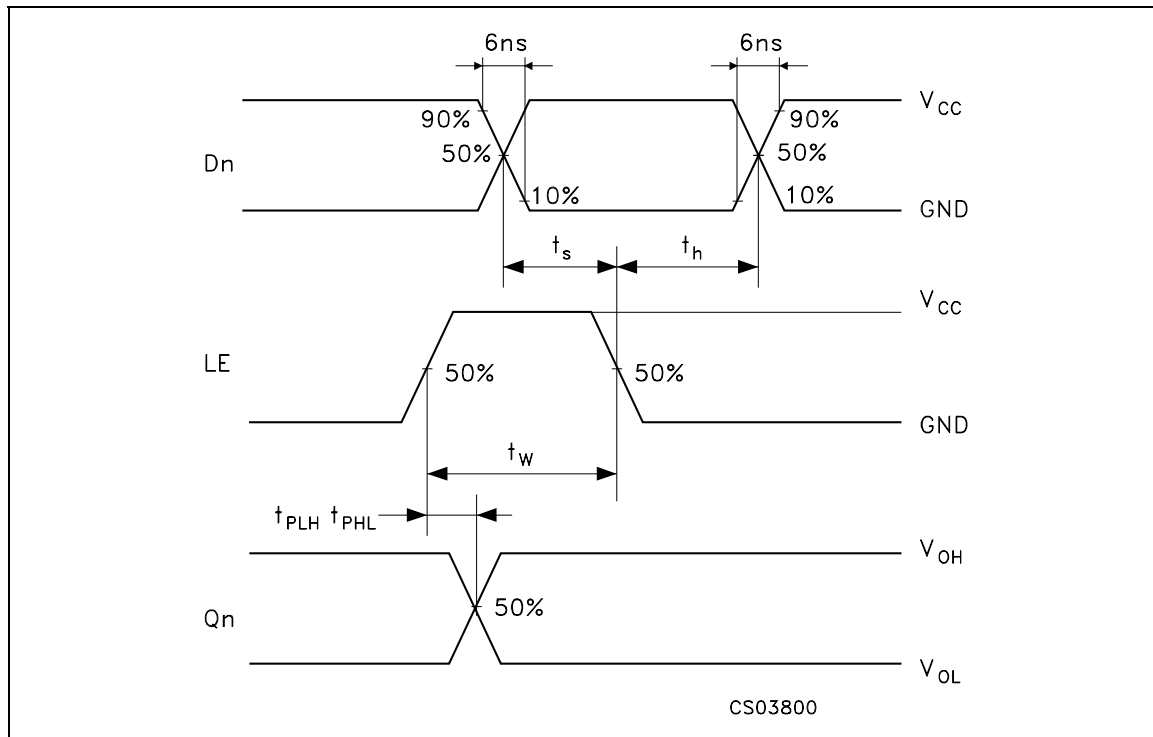 6ns 6ns
V_CC
90% 90%
50% 50%
Dn
10% 10%
GND
t_s t_h
V_CC
LE
50% 50%
GND
t_W
t_PLH t_PHL
V_OH
50%
Qn
V_OL
CS03800